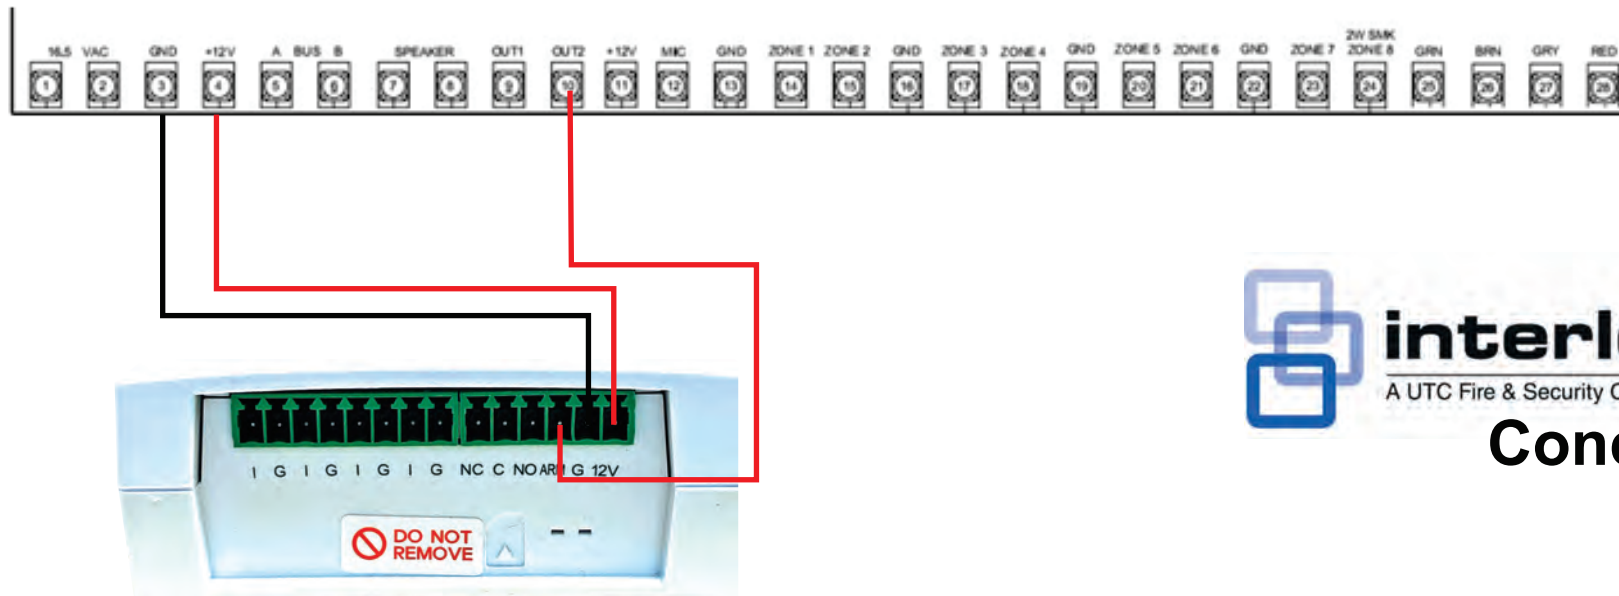 16.5 VAC GND +12V A BUS B SPEAKER OUT1 OUT2 +12V MIC GND ZONE 1 ZONE 2 GND ZONE 3 ZONE 4 GND ZONE 5 ZONE 6 GND ZONE 7 2W SMK ZONE 8 GRN BRN GRY RED
1 2 3 4 5 6 7 8 9 10 11 12 13 14 15 16 17 18 19 20 21 22 23 24 25 26 27 28
I G I G I G I G NC C NO ARM G 12V
DO NOT
REMOVE
interl
A UTC Fire & Security C
Conc